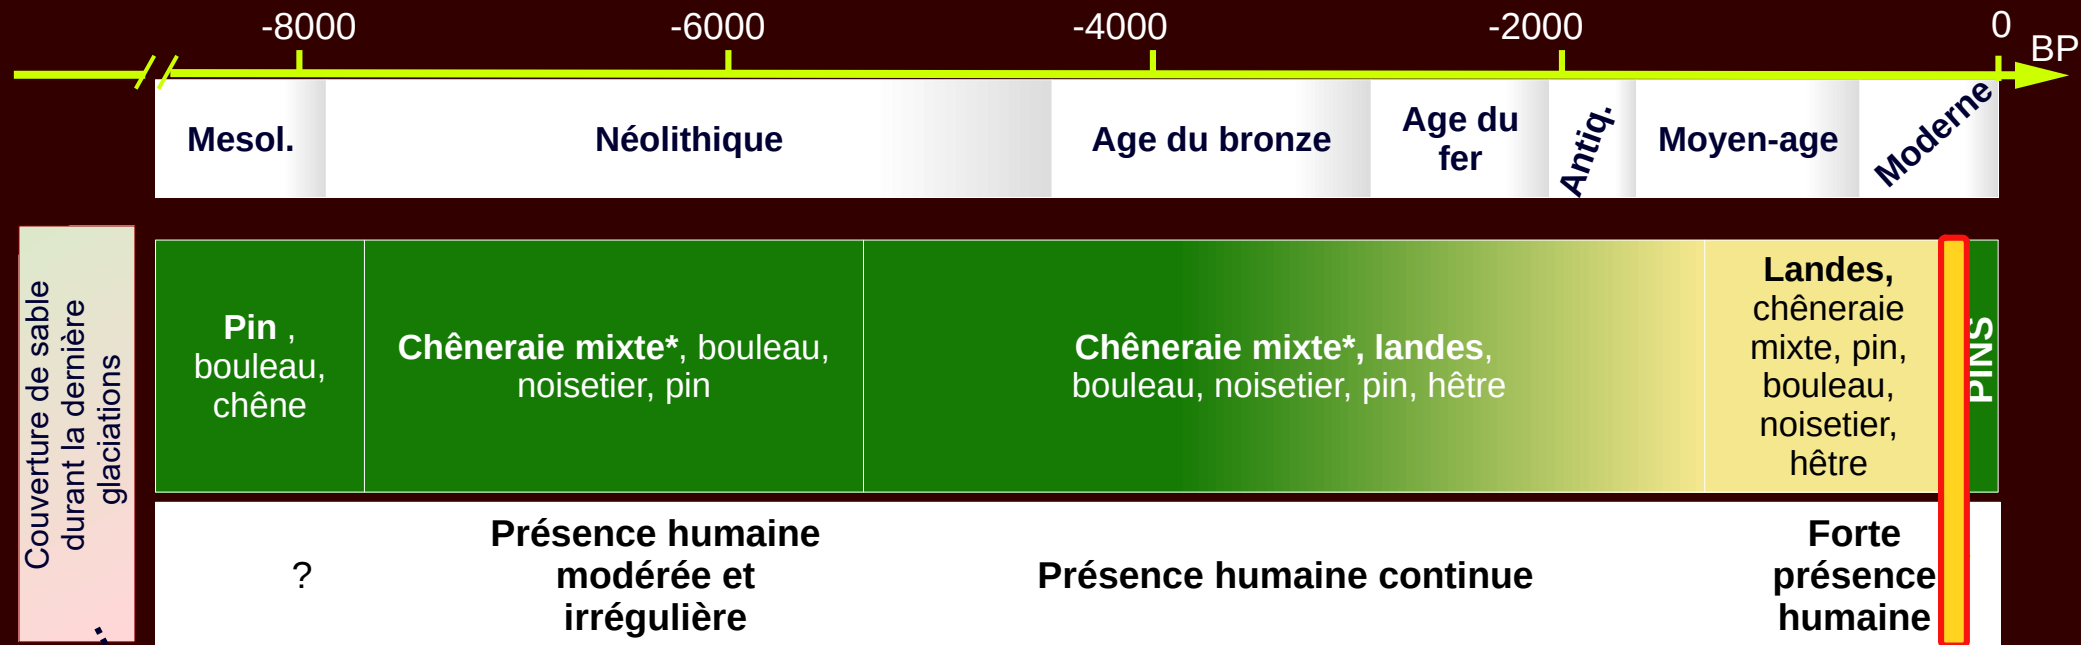 -8000
-6000
-4000
-2000
0
BP
Mesol.
Néolithique
Age du bronze
Age du
fer
Antiq.
Moyen-age
Moderne
Couverture de sable
durant la dernière
glaciations
...
Pin ,
bouleau,
chêne
Chêneraie mixte*, bouleau,
noisetier, pin
Chêneraie mixte*, landes,
bouleau, noisetier, pin, hêtre
Landes,
chêneraie
mixte, pin,
bouleau,
noisetier,
hêtre
PINS
?
Présence humaine
modérée et
irrégulière
Présence humaine continue
Forte
présence
humaine